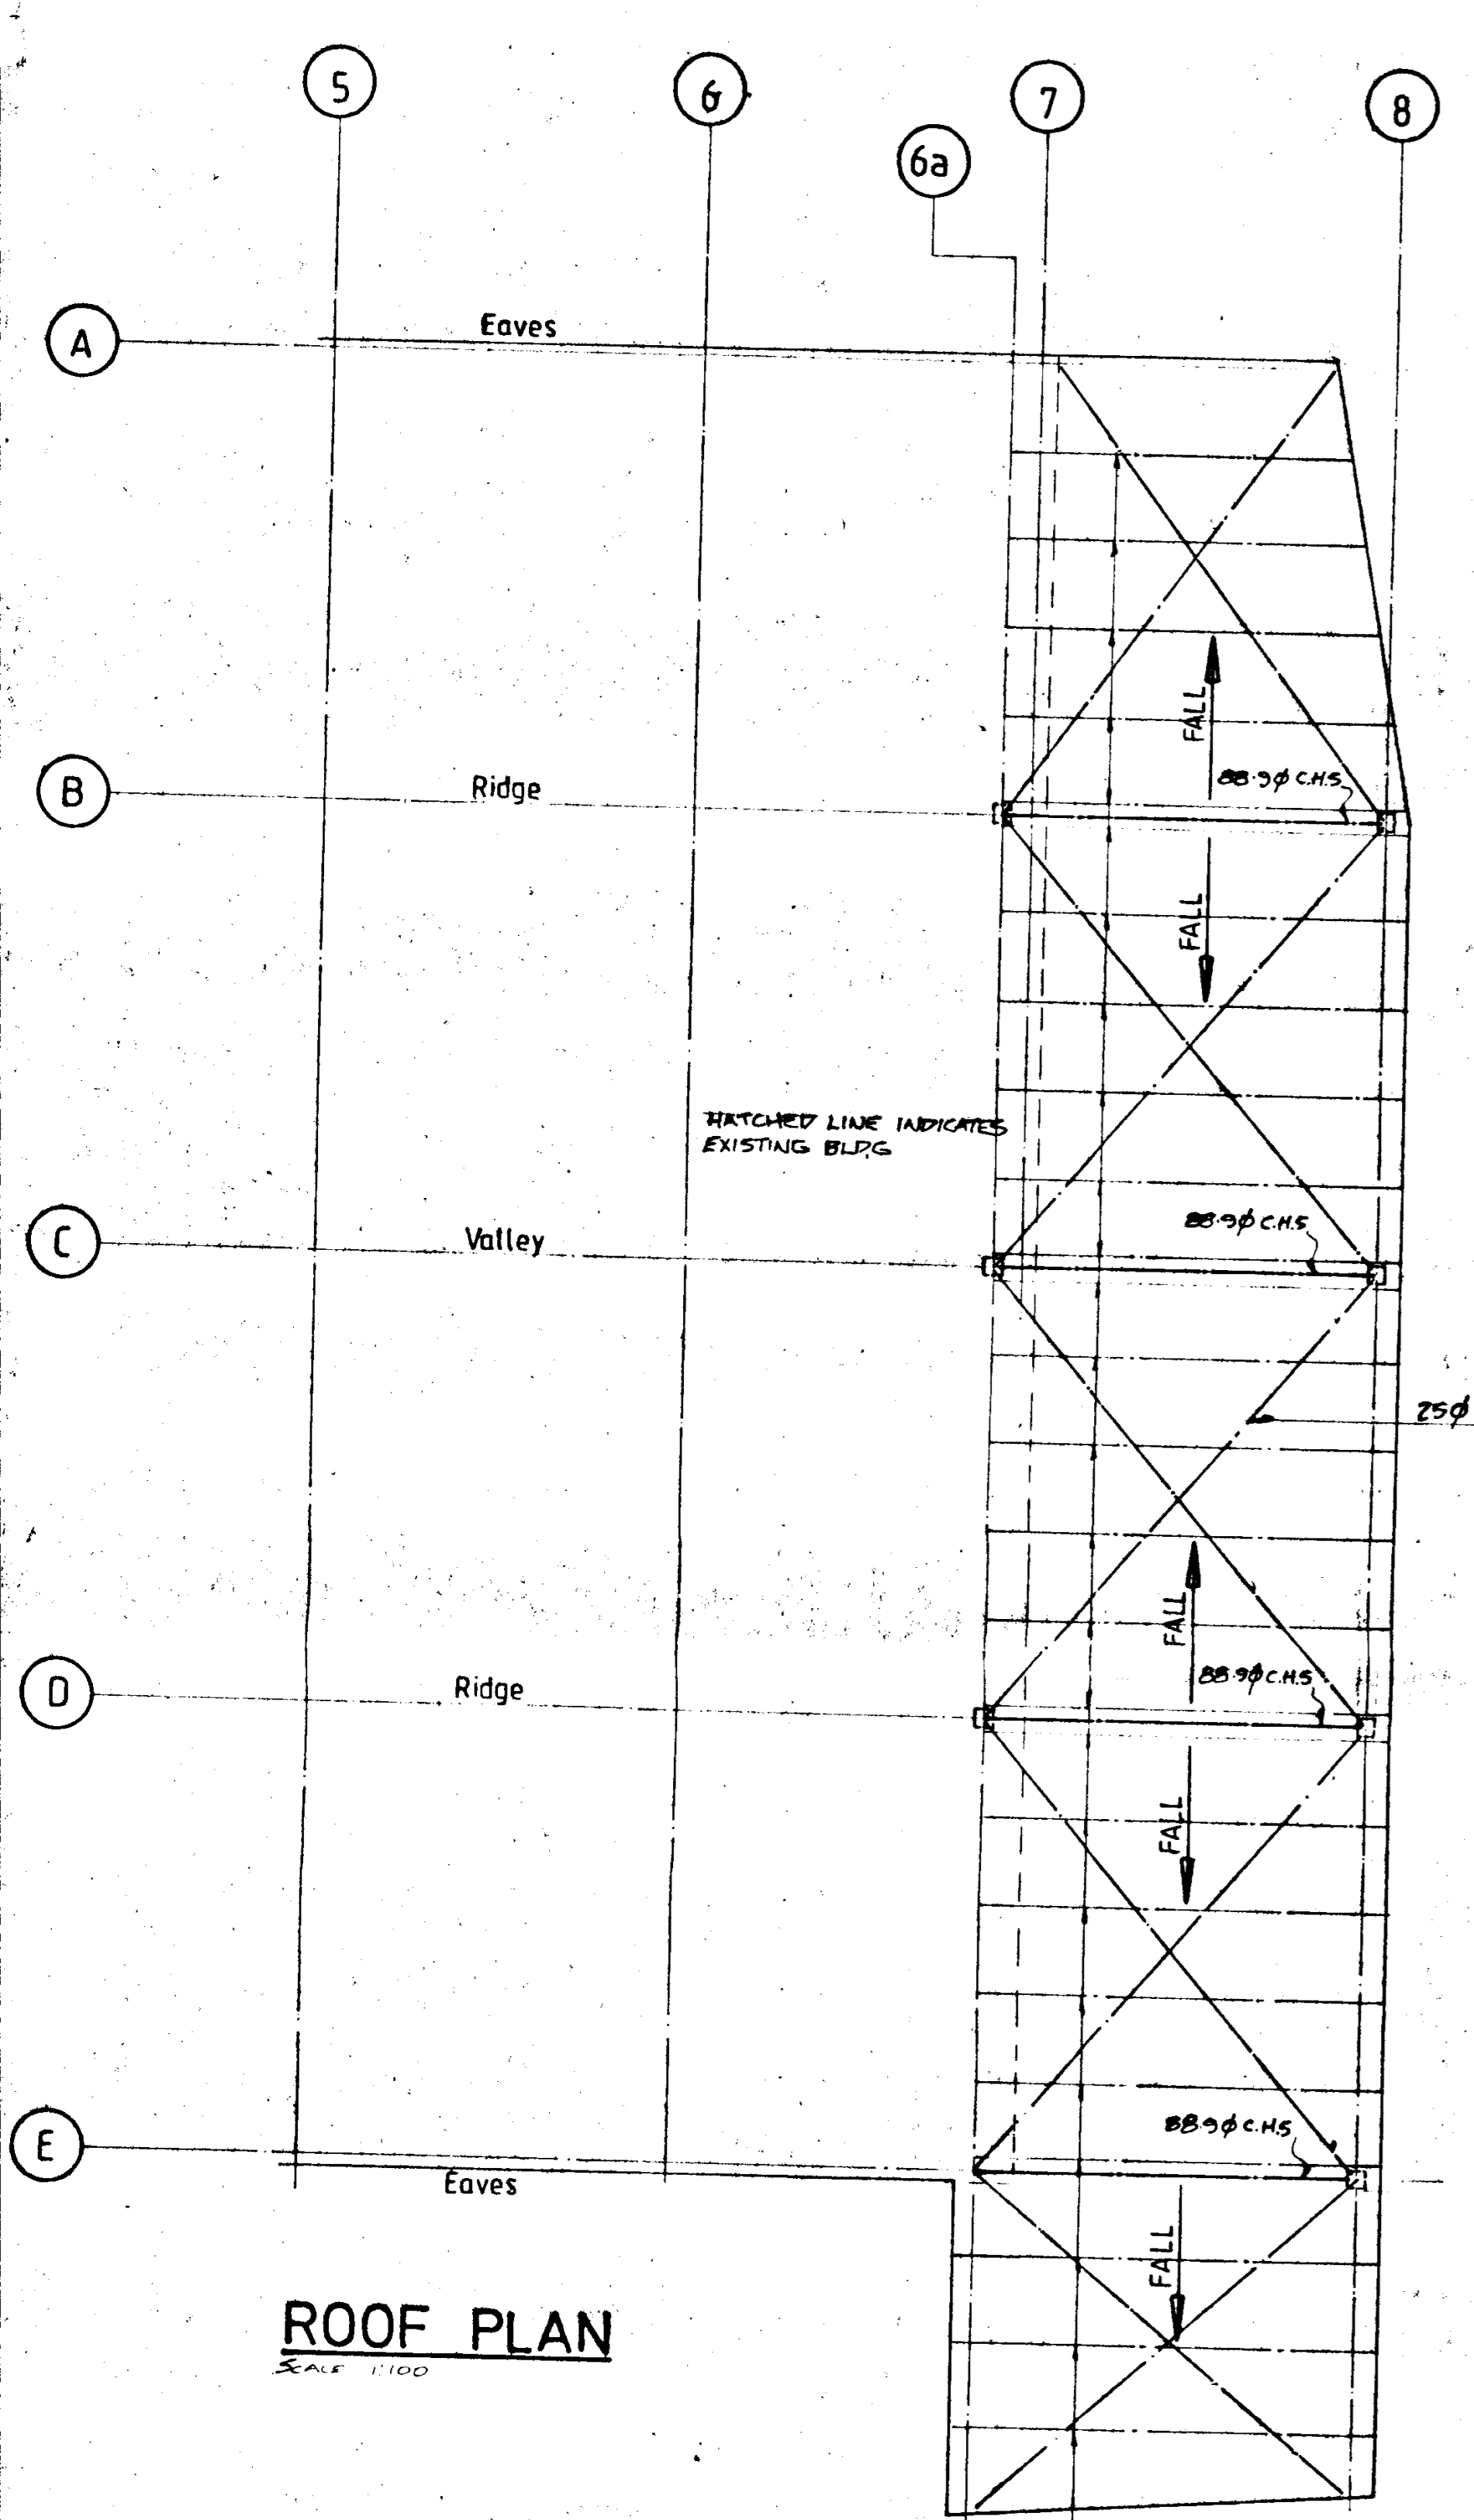 5
6
7
8
6a
A
Eaves
FALL
B
Ridge
88.9ϕ C.H.S
FALL
HATCHED LINE INDICATES
EXISTING BLDG
C
Valley
88.9ϕ C.H.S
25ϕ
FALL
D
Ridge
88.9ϕ C.H.S
FALL
E
Eaves
88.9ϕ C.H.S
FALL
ROOF PLAN
SCALE 1:100